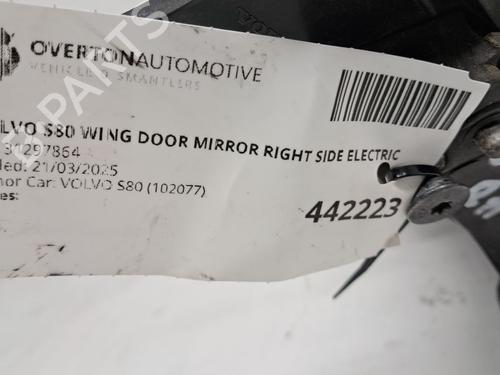 OVERTONAUTOMOTIVE
VEHICLE DISMANTLERS
LVO S80 WING DOOR MIRROR RIGHT SIDE ELECTRIC
31297864
led: 21/03/2025
nor Car: VOLVO S80 (102077)
es:
442223